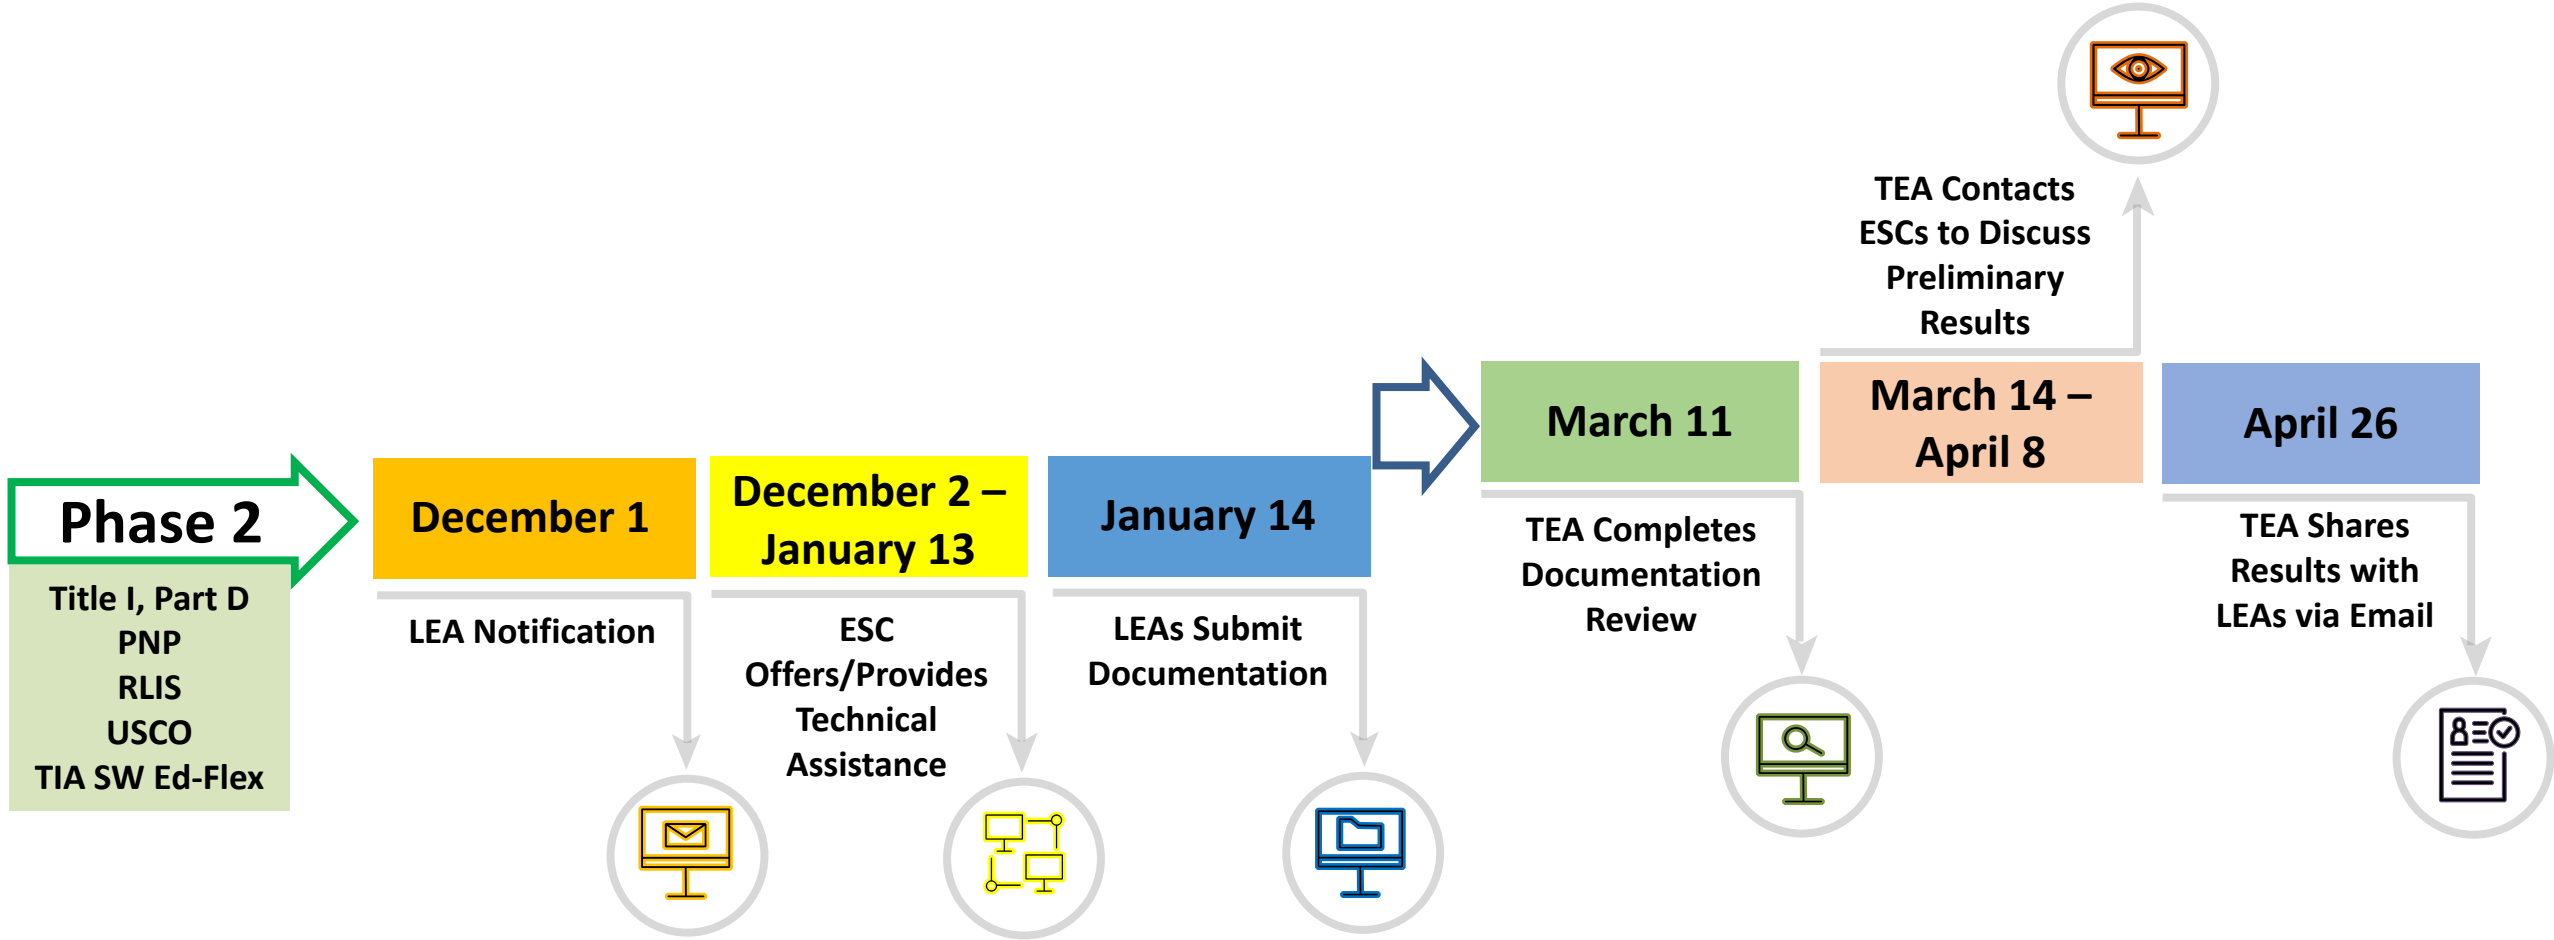 Phase 2
Title I, Part D
PNP
RLIS
USCO
TIA SW Ed-Flex
December 1
LEA Notification
December 2 –
January 13
ESC
Offers/Provides
Technical
Assistance
January 14
LEAs Submit
Documentation
March 11
TEA Completes
Documentation
Review
TEA Contacts
ESCs to Discuss
Preliminary
Results
March 14 –
April 8
April 26
TEA Shares
Results with
LEAs via Email